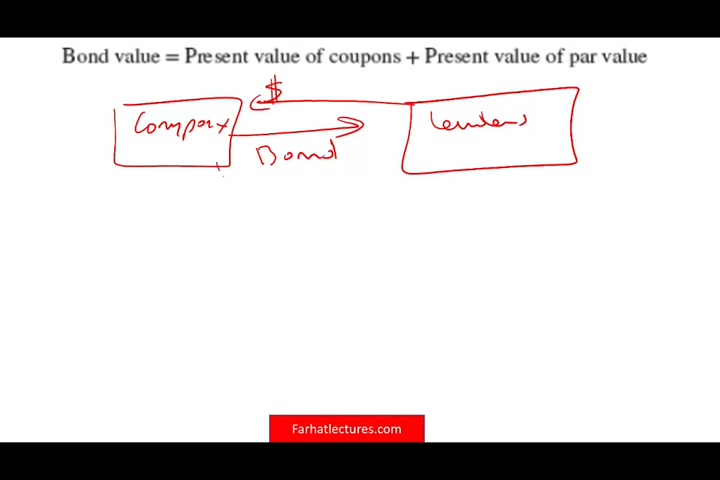 Bond value = Present value of coupons + Present value of par value
$
Company Lenders
Bond
Farhatlectures.com